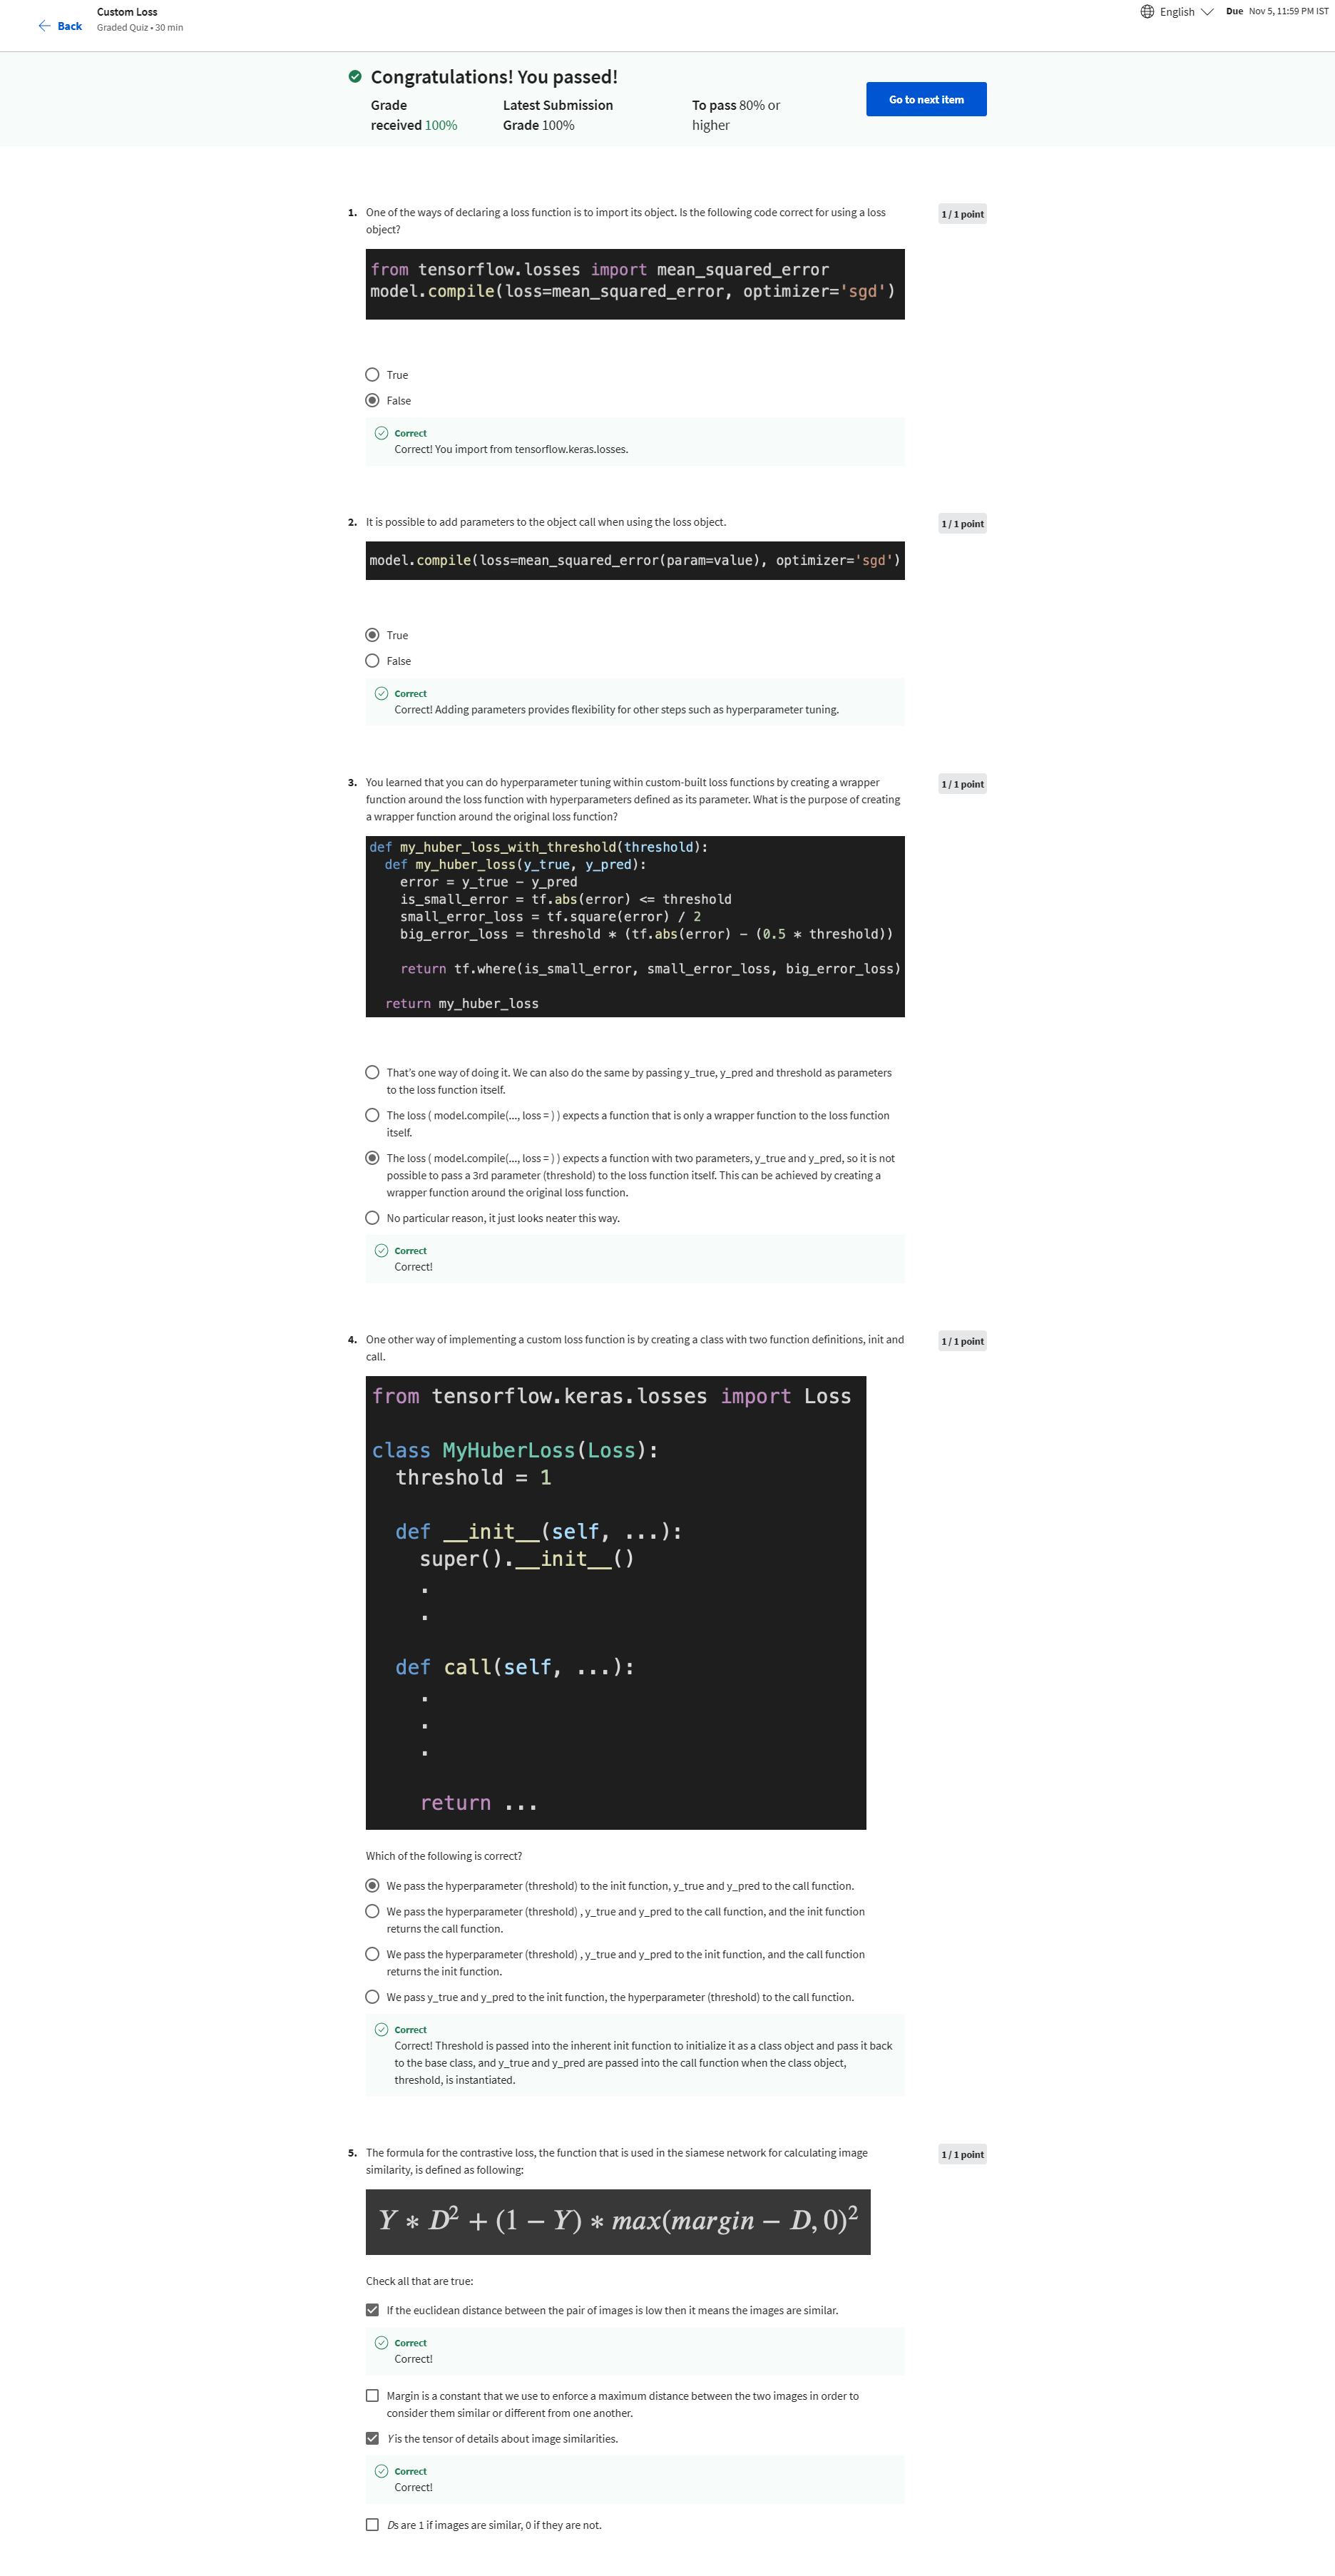 Back
Custom Loss
Graded Quiz • 30 min
English
Due Nov 5, 11:59 PM IST
Congratulations! You passed!
Grade
received 100%
Latest Submission
Grade 100%
To pass 80% or
higher
Go to next item
1. One of the ways of declaring a loss function is to import its object. Is the following code correct for using a loss
object?
1 / 1 point
from tensorflow.losses import mean_squared_error
model.compile(loss=mean_squared_error, optimizer='sgd')
True
False
Correct
Correct! You import from tensorflow.keras.losses.
2. It is possible to add parameters to the object call when using the loss object.
1 / 1 point
model.compile(loss=mean_squared_error(param=value), optimizer='sgd')
True
False
Correct
Correct! Adding parameters provides flexibility for other steps such as hyperparameter tuning.
3. You learned that you can do hyperparameter tuning within custom-built loss functions by creating a wrapper
function around the loss function with hyperparameters defined as its parameter. What is the purpose of creating
a wrapper function around the original loss function?
1 / 1 point
def my_huber_loss_with_threshold(threshold):
def my_huber_loss(y_true, y_pred):
error = y_true - y_pred
is_small_error = tf.abs(error) <= threshold
small_error_loss = tf.square(error) / 2
big_error_loss = threshold * (tf.abs(error) - (0.5 * threshold))
return tf.where(is_small_error, small_error_loss, big_error_loss)
return my_huber_loss
That's one way of doing it. We can also do the same by passing y_true, y_pred and threshold as parameters
to the loss function itself.
The loss ( model.compile(..., loss = ) ) expects a function that is only a wrapper function to the loss function
itself.
The loss ( model.compile(..., loss = ) ) expects a function with two parameters, y_true and y_pred, so it is not
possible to pass a 3rd parameter (threshold) to the loss function itself. This can be achieved by creating a
wrapper function around the original loss function.
No particular reason, it just looks neater this way.
Correct
Correct!
4. One other way of implementing a custom loss function is by creating a class with two function definitions, init and
call.
1 / 1 point
from tensorflow.keras.losses import Loss
class MyHuberLoss(Loss):
threshold = 1
def __init__(self, ...):
super().__init__()
.
.
def call(self, ...):
.
.
.
return ...
Which of the following is correct?
We pass the hyperparameter (threshold) to the init function, y_true and y_pred to the call function.
We pass the hyperparameter (threshold) , y_true and y_pred to the call function, and the init function
returns the call function.
We pass the hyperparameter (threshold) , y_true and y_pred to the init function, and the call function
returns the init function.
We pass y_true and y_pred to the init function, the hyperparameter (threshold) to the call function.
Correct
Correct! Threshold is passed into the inherent init function to initialize it as a class object and pass it back
to the base class, and y_true and y_pred are passed into the call function when the class object,
threshold, is instantiated.
5. The formula for the contrastive loss, the function that is used in the siamese network for calculating image
similarity, is defined as following:
1 / 1 point
Y * D² + (1 − Y) * max(margin − D, 0)²
Check all that are true:
If the euclidean distance between the pair of images is low then it means the images are similar.
Correct
Correct!
Margin is a constant that we use to enforce a maximum distance between the two images in order to
consider them similar or different from one another.
Y is the tensor of details about image similarities.
Correct
Correct!
Ds are 1 if images are similar, 0 if they are not.